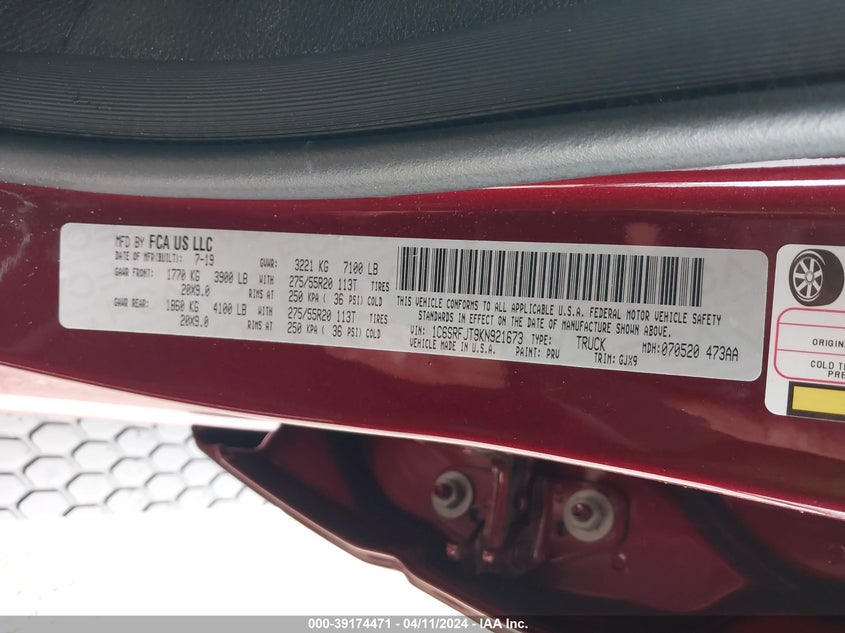 MFD BY FCA US LLC
DATE OF MFR(BUILT): 7-19 GVWR: 3221 KG 7100 LB
GAWR FRONT: 1770 KG 3900 LB WITH 275/55R20 113T TIRES
20X9.0 RIMS AT 250 KPA ( 36 PSI) COLD
GAWR REAR: 1860 KG 4100 LB WITH 275/55R20 113T TIRES
20X9.0 RIMS AT 250 KPA ( 36 PSI) COLD
THIS VEHICLE CONFORMS TO ALL APPLICABLE U.S.A. FEDERAL MOTOR VEHICLE SAFETY
STANDARDS IN EFFECT ON THE DATE OF MANUFACTURE SHOWN ABOVE.
VIN: 1C6SRFJT9KN921673 TYPE: TRUCK MDH:070520 473AA
VEHICLE MADE IN U.S.A. PAINT: PRV TRIM: GJX9
ORIGIN
COLD T
PRE
000-39174471 - 04/11/2024 - IAA Inc.